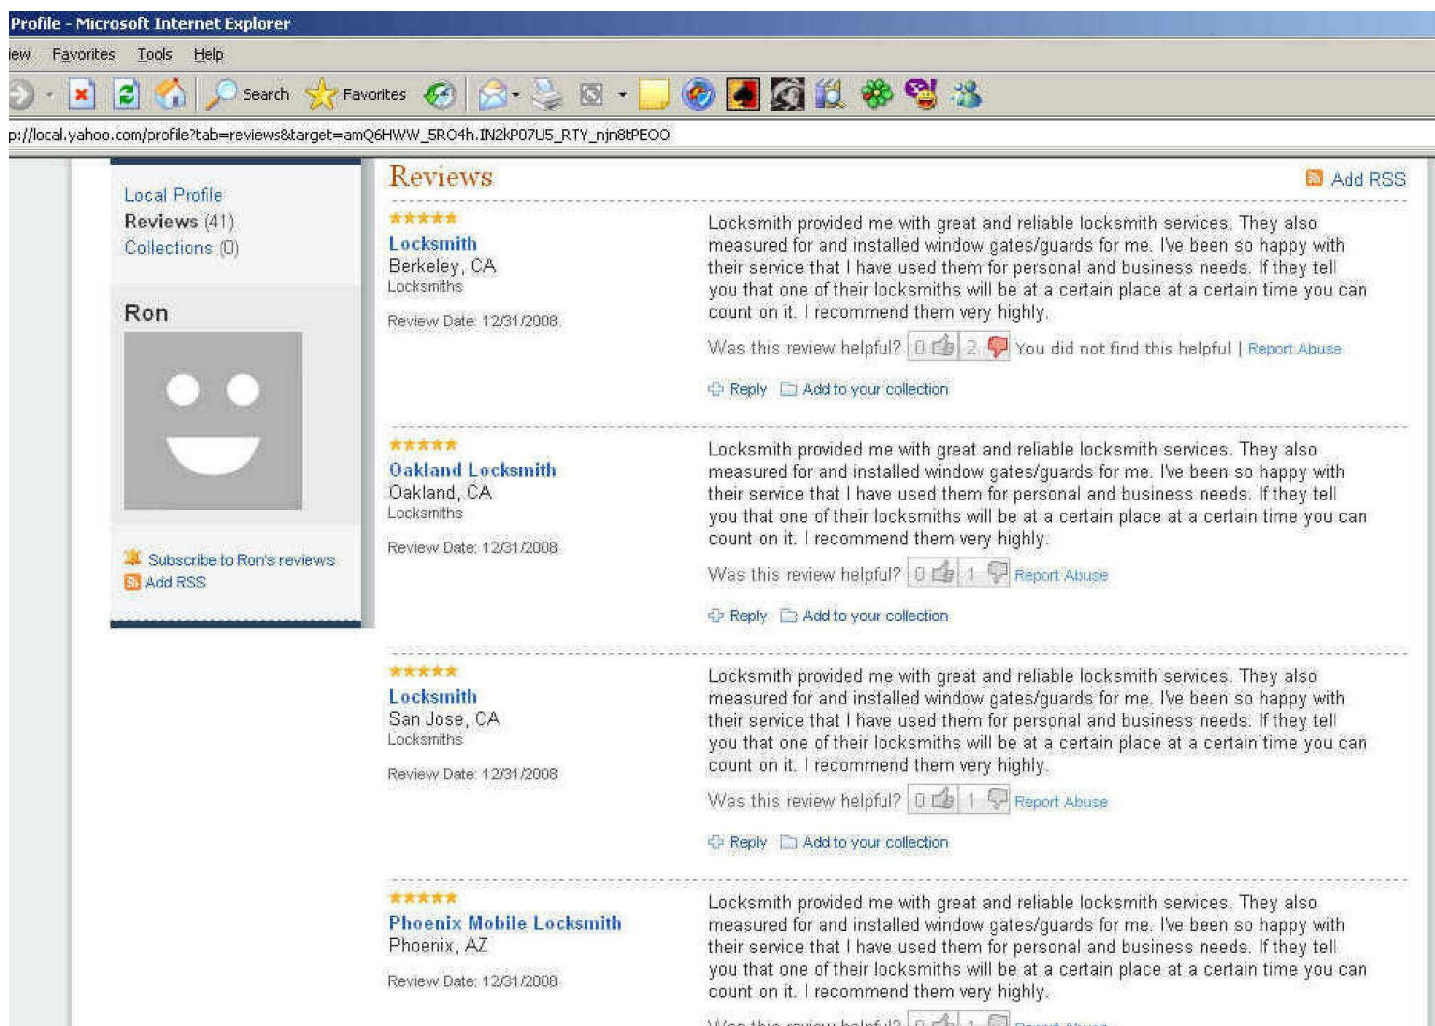 Profile - Microsoft Internet Explorer
iew Favorites Tools Help
Search Favorites
p://local.yahoo.com/profile?tab=reviews&target=amQ6HWW_5RO4h.IN2kP07U5_RTY_njn8tPEOO
Local Profile
Reviews (41)
Collections (0)
Ron
Subscribe to Ron's reviews
Add RSS
Reviews
Add RSS
Locksmith
Berkeley, CA
Locksmiths
Review Date: 12/31/2008
Locksmith provided me with great and reliable locksmith services. They also
measured for and installed window gates/guards for me. I've been so happy with
their service that I have used them for personal and business needs. If they tell
you that one of their locksmiths will be at a certain place at a certain time you can
count on it. I recommend them very highly.
Was this review helpful? 0 2 You did not find this helpful | Report Abuse
Reply Add to your collection
Oakland Locksmith
Oakland, CA
Locksmiths
Review Date: 12/31/2008
Locksmith provided me with great and reliable locksmith services. They also
measured for and installed window gates/guards for me. I've been so happy with
their service that I have used them for personal and business needs. If they tell
you that one of their locksmiths will be at a certain place at a certain time you can
count on it. I recommend them very highly.
Was this review helpful? 0 1 Report Abuse
Reply Add to your collection
Locksmith
San Jose, CA
Locksmiths
Review Date: 12/31/2008
Locksmith provided me with great and reliable locksmith services. They also
measured for and installed window gates/guards for me. I've been so happy with
their service that I have used them for personal and business needs. If they tell
you that one of their locksmiths will be at a certain place at a certain time you can
count on it. I recommend them very highly.
Was this review helpful? 0 1 Report Abuse
Reply Add to your collection
Phoenix Mobile Locksmith
Phoenix, AZ
Review Date: 12/31/2008
Locksmith provided me with great and reliable locksmith services. They also
measured for and installed window gates/guards for me. I've been so happy with
their service that I have used them for personal and business needs. If they tell
you that one of their locksmiths will be at a certain place at a certain time you can
count on it. I recommend them very highly.
Was this review helpful? 0 1 Report Abuse